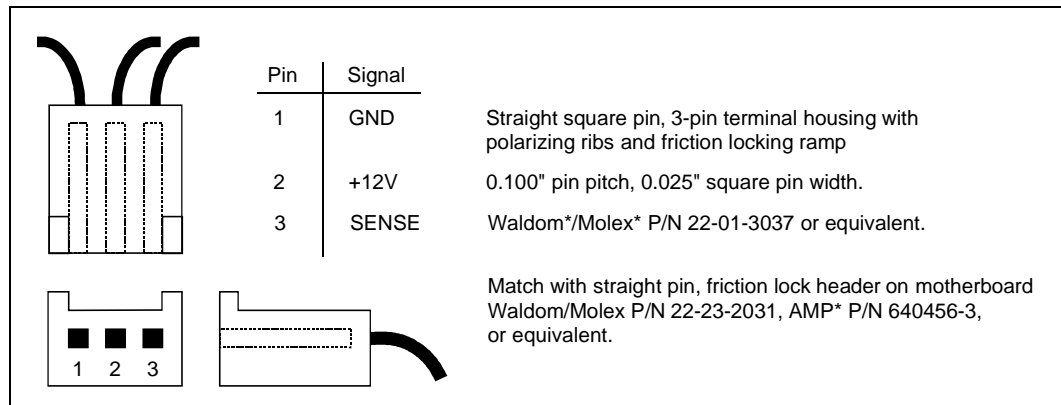 Pin Signal
1 GND Straight square pin, 3-pin terminal housing with
polarizing ribs and friction locking ramp
2 +12V 0.100" pin pitch, 0.025" square pin width.
3 SENSE Waldom*/Molex* P/N 22-01-3037 or equivalent.
Match with straight pin, friction lock header on motherboard
Waldom/Molex P/N 22-23-2031, AMP* P/N 640456-3,
or equivalent.
1 2 3